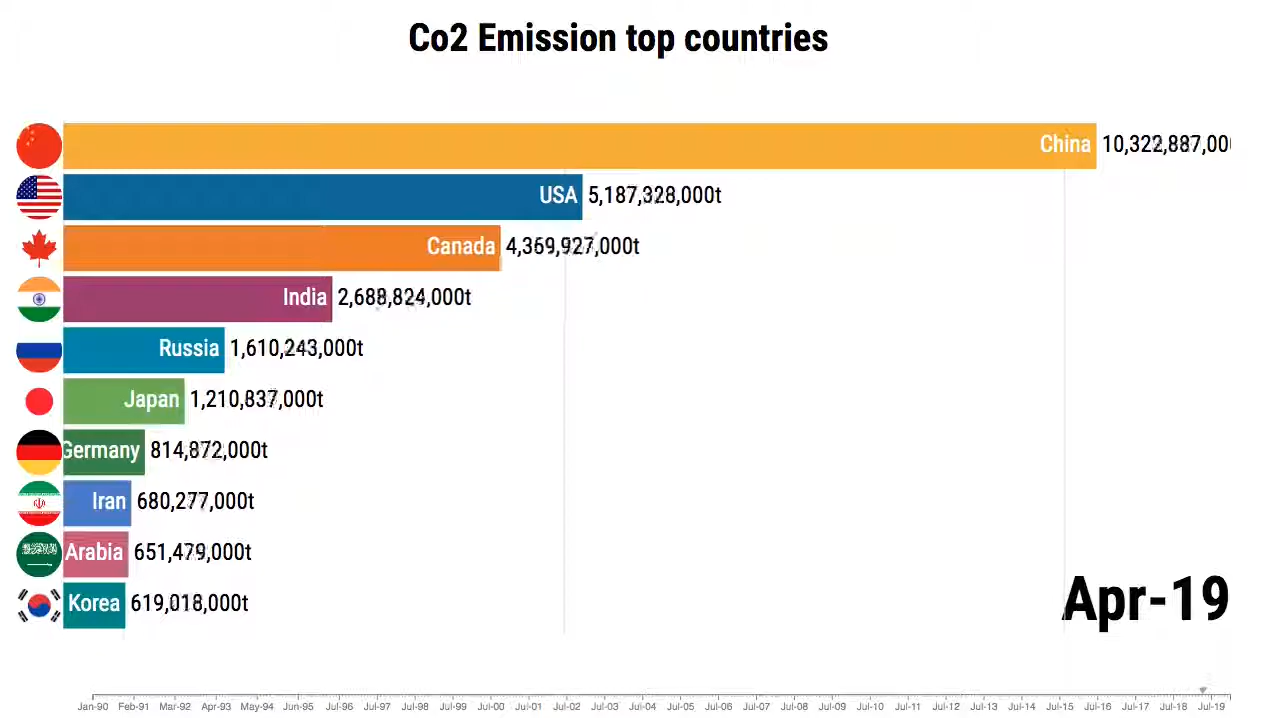 Co2 Emission top countries
China 10,322,887,00
USA 5,187,328,000t
Canada 4,369,927,000t
India 2,688,824,000t
Russia 1,610,243,000t
Japan 1,210,837,000t
Germany 814,872,000t
Iran 680,277,000t
Arabia 651,479,000t
Korea 619,018,000t
Apr-19
Jan-90 Feb-91 Mar-92 Apr-93 May-94 Jun-95 Jul-96 Jul-97 Jul-98 Jul-99 Jul-00 Jul-01 Jul-02 Jul-03 Jul-04 Jul-05 Jul-06 Jul-07 Jul-08 Jul-09 Jul-10 Jul-11 Jul-12 Jul-13 Jul-14 Jul-15 Jul-16 Jul-17 Jul-18 Jul-19